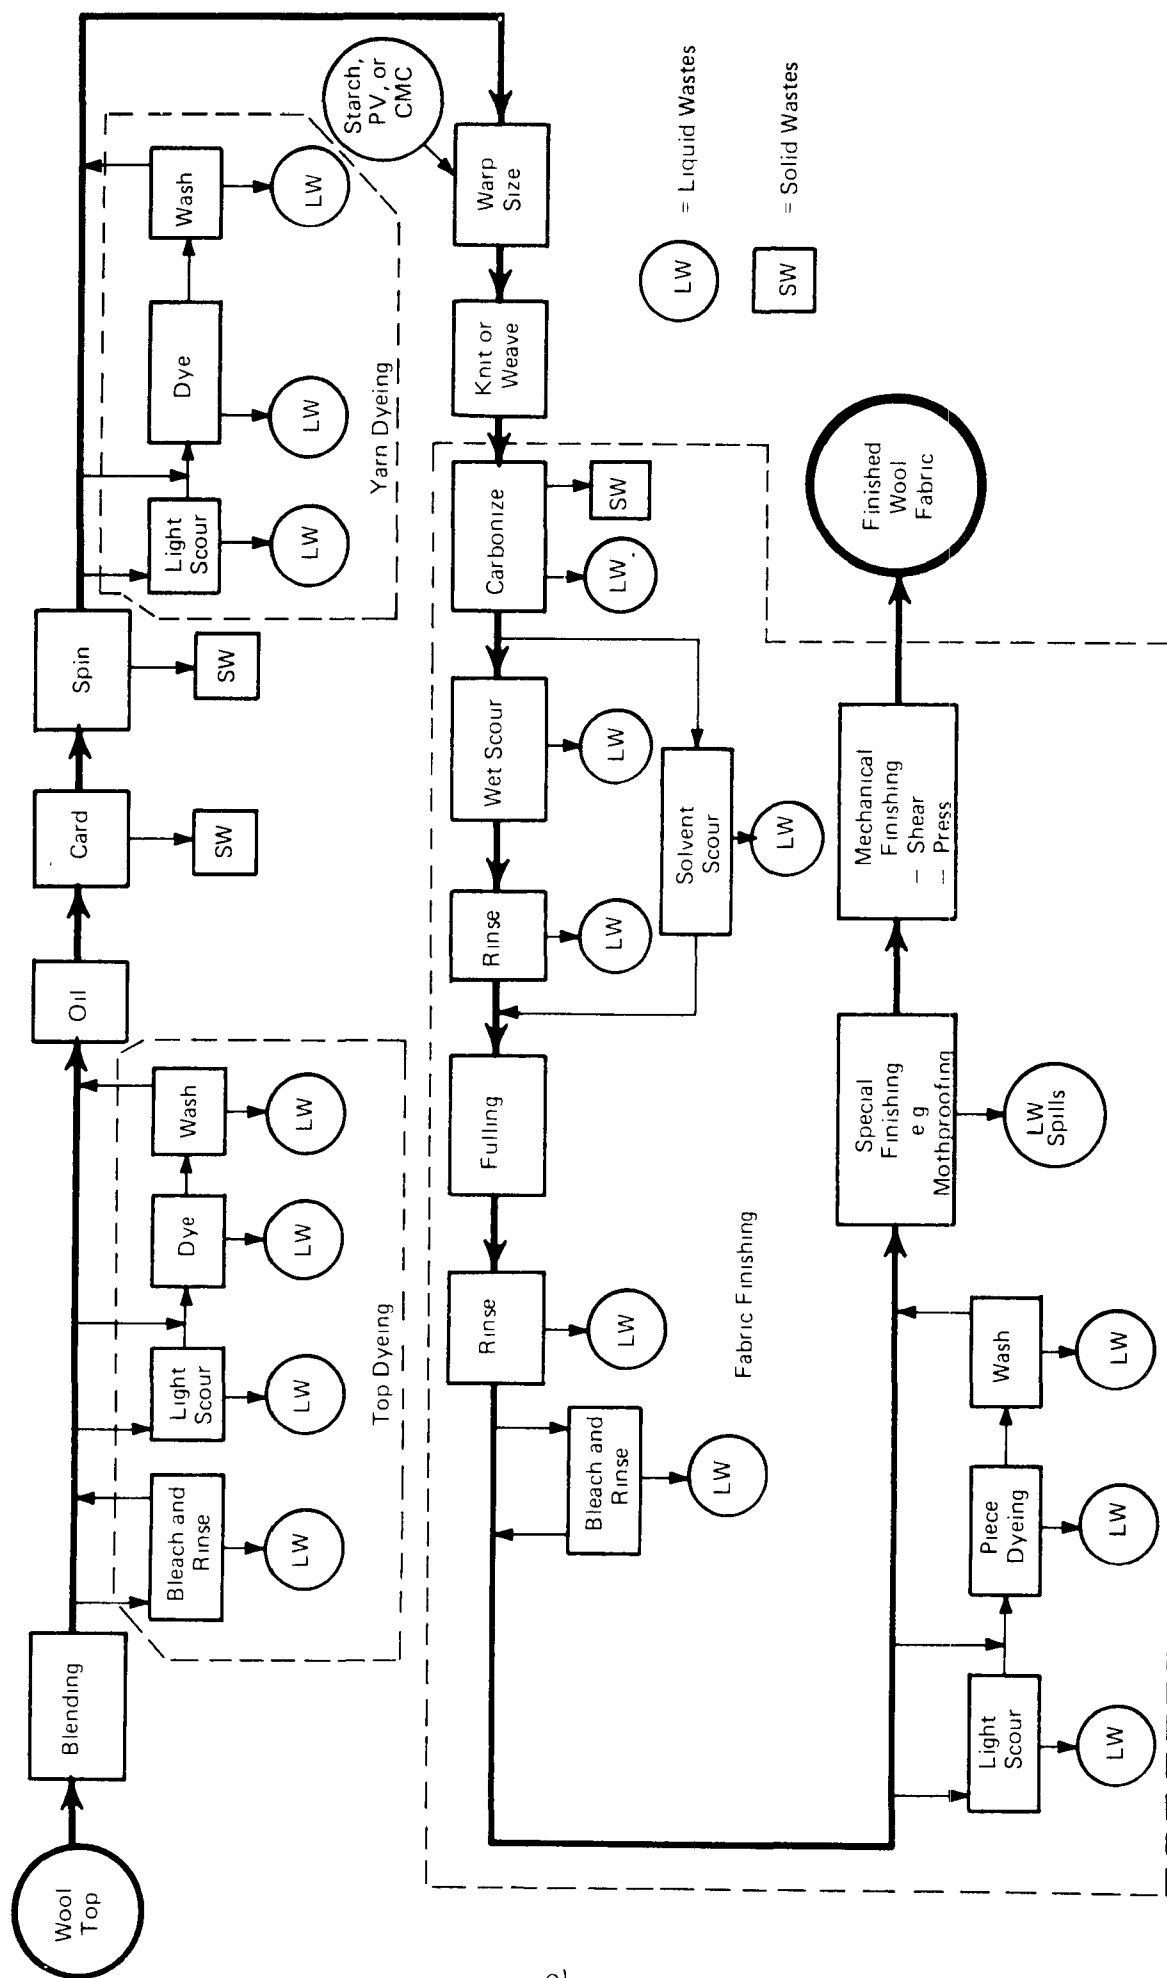 Wool
Top
Blending
Bleach and
Rinse
LW
Light
Scour
LW
Dye
LW
Wash
LW
Top Dyeing
Oil
Card
SW
Spin
SW
Light
Scour
LW
Dye
LW
Wash
LW
Yarn Dyeing
Starch,
PV, or
CMC
Warp
Size
Knit or
Weave
Carbonize
LW
SW
Wet Scour
LW
Rinse
LW
Solvent
Scour
LW
Fulling
Rinse
LW
Bleach and
Rinse
LW
Fabric Finishing
Light
Scour
LW
Piece
Dyeing
LW
Wash
LW
Special
Finishing
e g
Mothproofing
LW
Spills
Mechanical
Finishing
– Shear
– Press
Finished
Wool
Fabric
LW = Liquid Wastes
SW = Solid Wastes